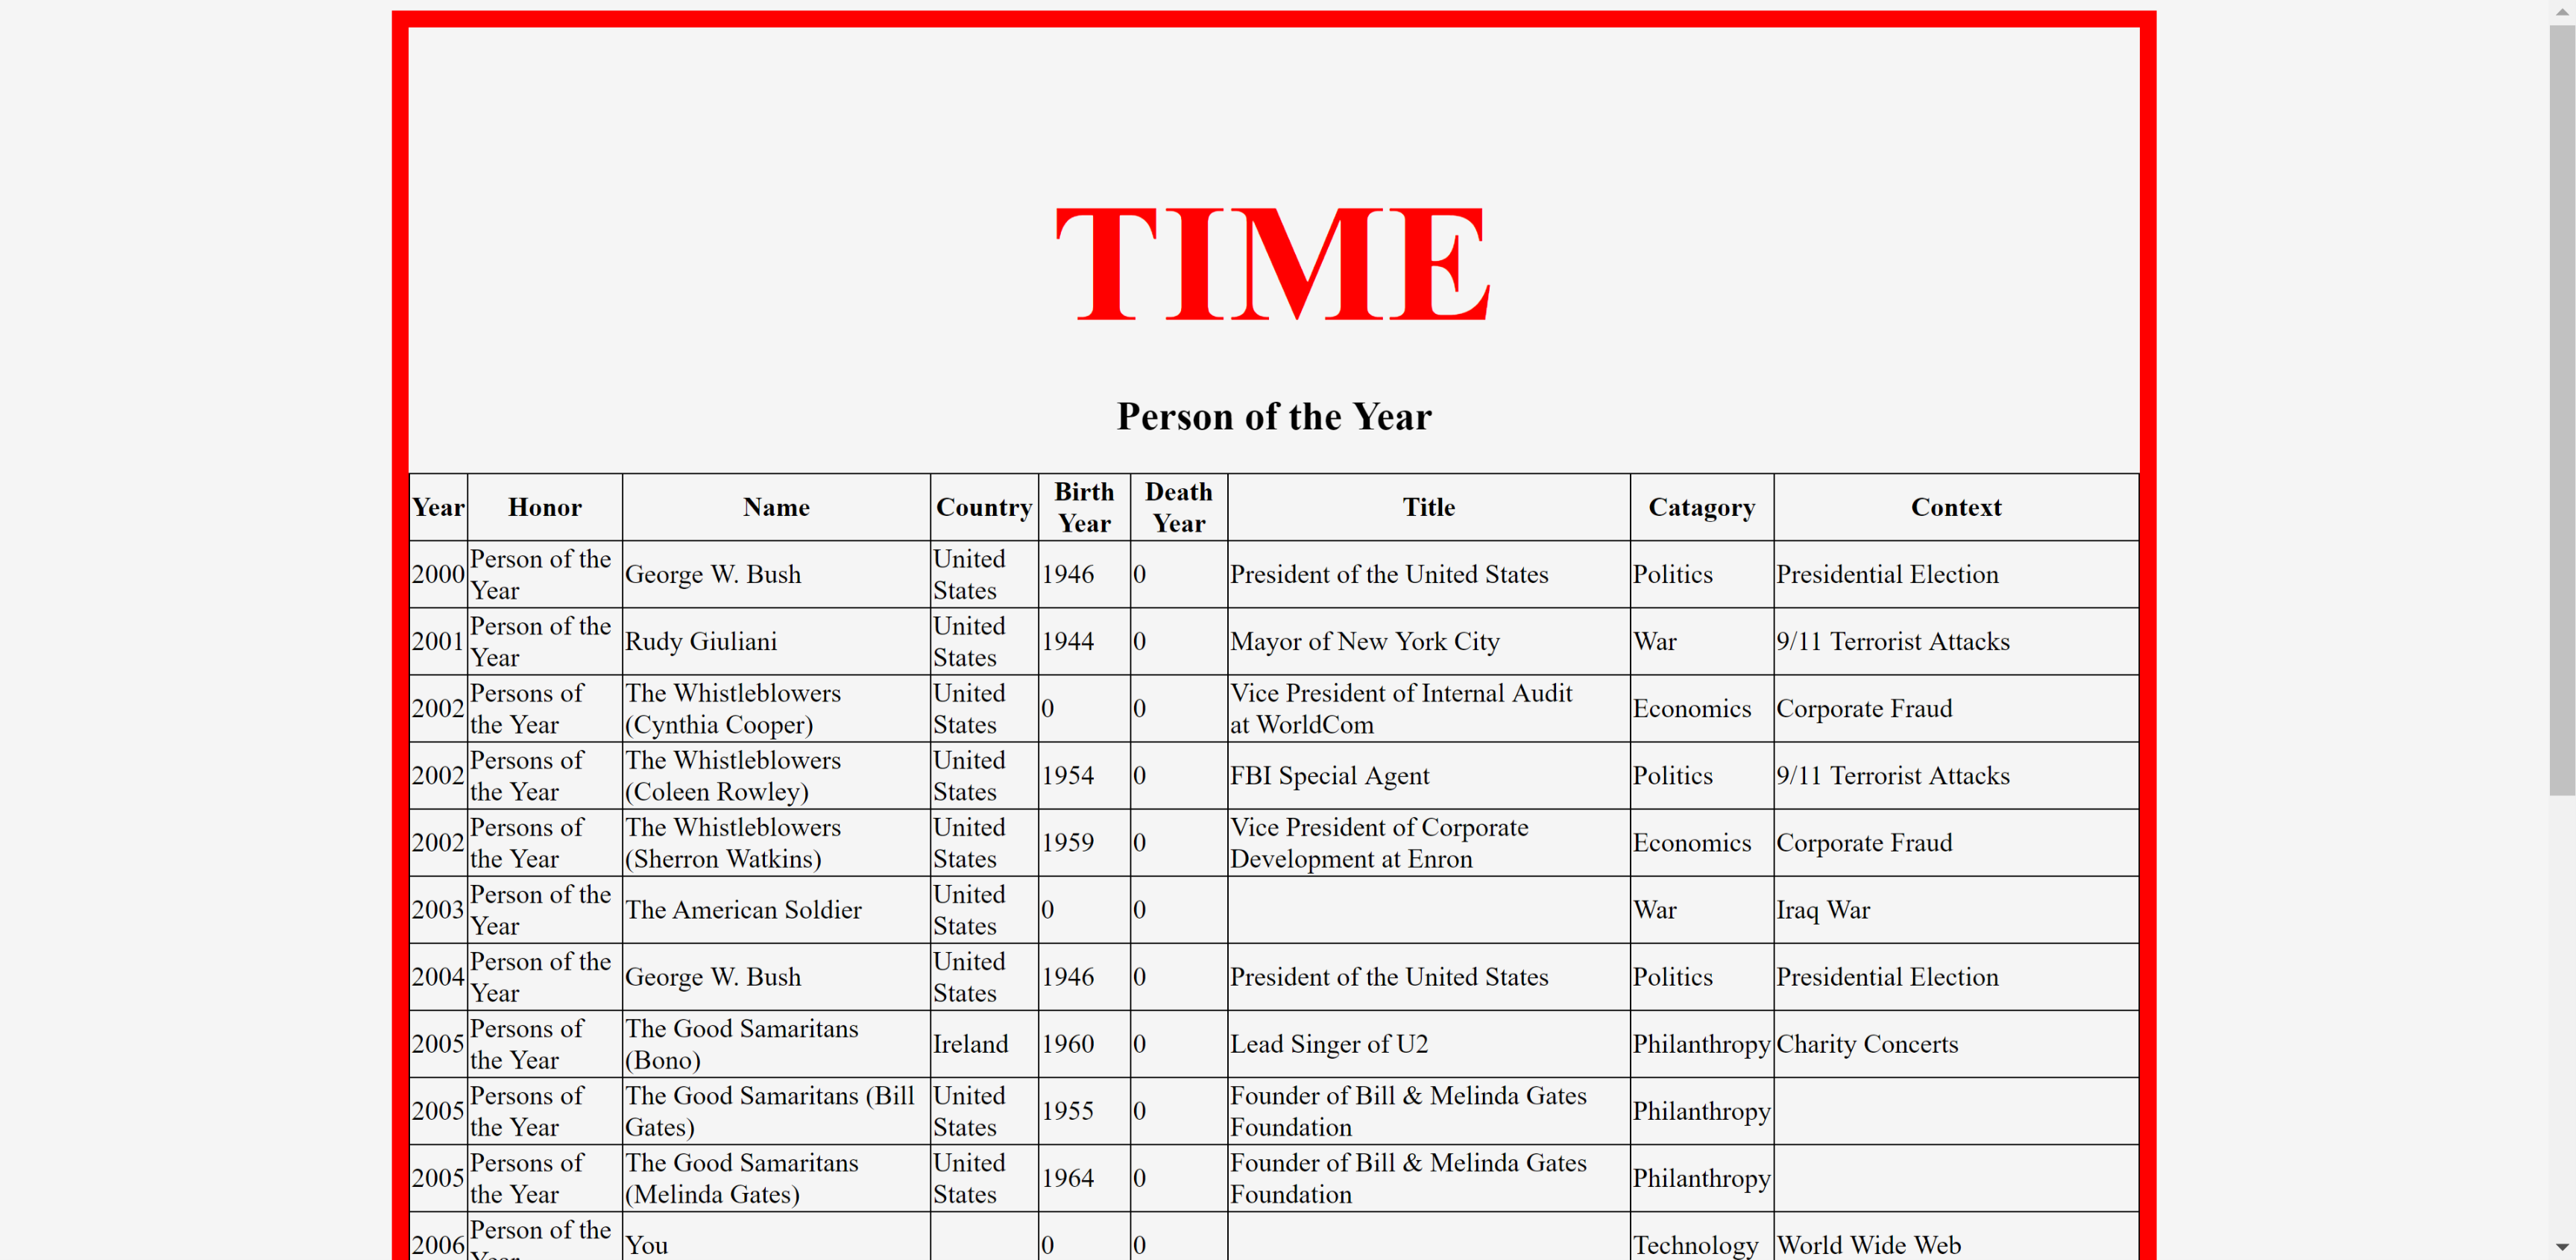 TIME
Person of the Year
Year Honor Name Country Birth Year Death Year Title Catagory Context
2000 Person of the Year George W. Bush United States 1946 0 President of the United States Politics Presidential Election
2001 Person of the Year Rudy Giuliani United States 1944 0 Mayor of New York City War 9/11 Terrorist Attacks
2002 Persons of the Year The Whistleblowers (Cynthia Cooper) United States 0 0 Vice President of Internal Audit at WorldCom Economics Corporate Fraud
2002 Persons of the Year The Whistleblowers (Coleen Rowley) United States 1954 0 FBI Special Agent Politics 9/11 Terrorist Attacks
2002 Persons of the Year The Whistleblowers (Sherron Watkins) United States 1959 0 Vice President of Corporate Development at Enron Economics Corporate Fraud
2003 Person of the Year The American Soldier United States 0 0 War Iraq War
2004 Person of the Year George W. Bush United States 1946 0 President of the United States Politics Presidential Election
2005 Persons of the Year The Good Samaritans (Bono) Ireland 1960 0 Lead Singer of U2 Philanthropy Charity Concerts
2005 Persons of the Year The Good Samaritans (Bill Gates) United States 1955 0 Founder of Bill & Melinda Gates Foundation Philanthropy
2005 Persons of the Year The Good Samaritans (Melinda Gates) United States 1964 0 Founder of Bill & Melinda Gates Foundation Philanthropy
2006 Person of the Year You 0 0 Technology World Wide Web